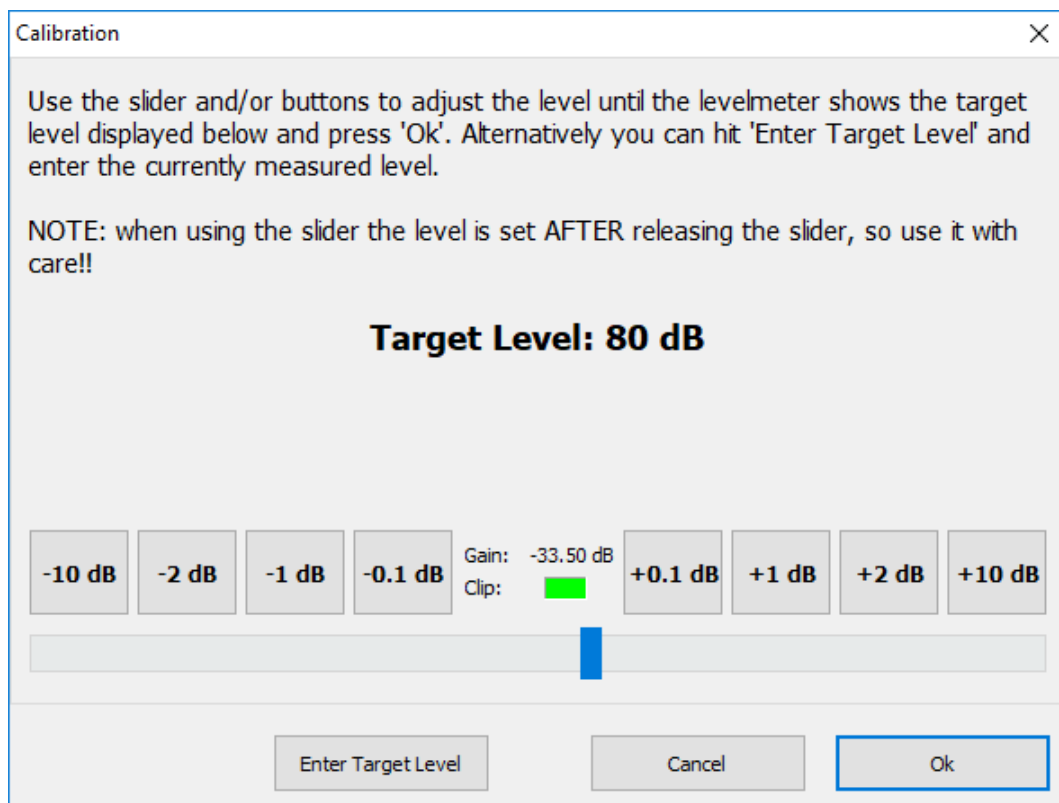 Calibration
Use the slider and/or buttons to adjust the level until the levelmeter shows the target
level displayed below and press 'Ok'. Alternatively you can hit 'Enter Target Level' and
enter the currently measured level.
NOTE: when using the slider the level is set AFTER releasing the slider, so use it with
care!!
Target Level: 80 dB
-10 dB -2 dB -1 dB -0.1 dB Gain: -33.50 dB +0.1 dB +1 dB +2 dB +10 dB
Clip:
Enter Target Level Cancel Ok